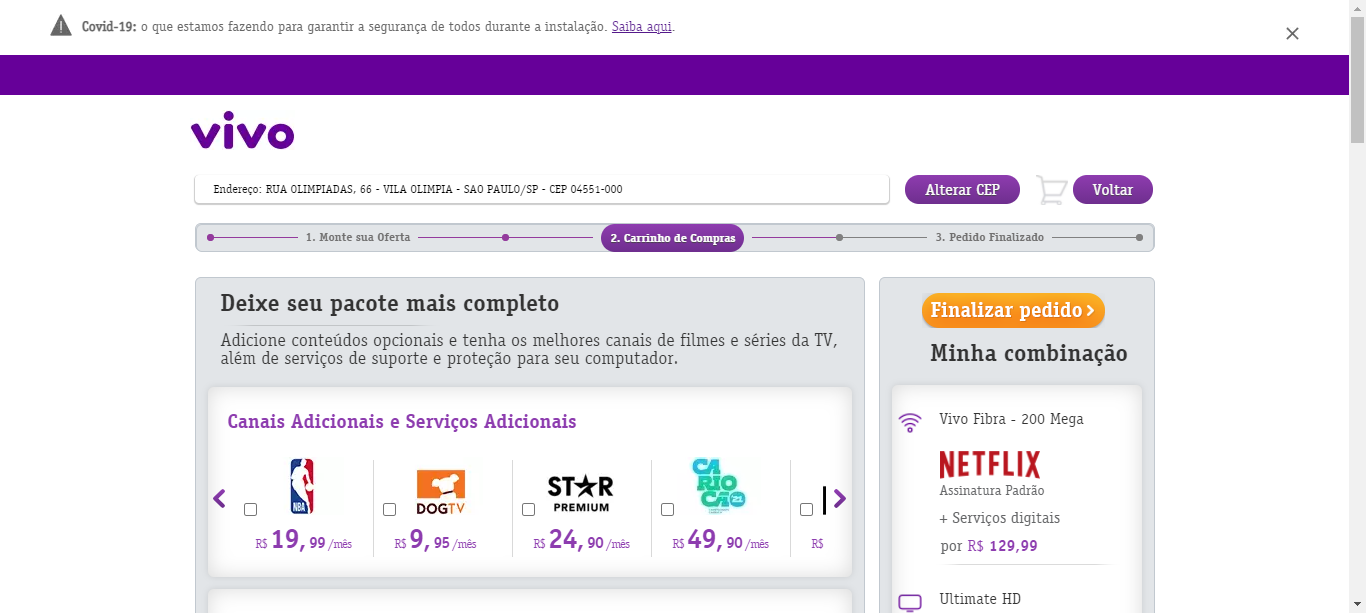 Covid-19: o que estamos fazendo para garantir a segurança de todos durante a instalação. Saiba aqui.
vivo
Endereço: RUA OLIMPIADAS, 66 - VILA OLIMPIA - SAO PAULO/SP - CEP 04551-000
Alterar CEP
Voltar
1. Monte sua Oferta
2. Carrinho de Compras
3. Pedido Finalizado
Deixe seu pacote mais completo
Adicione conteúdos opcionais e tenha os melhores canais de filmes e séries da TV,
além de serviços de suporte e proteção para seu computador.
Canais Adicionais e Serviços Adicionais
NBA
DOGTV
STAR
PREMIUM
CA
RIO
CAO
21
R$ 19, 99 /mês
R$ 9, 95 /mês
R$ 24, 90 /mês
R$ 49, 90 /mês
R$
Finalizar pedido
Minha combinação
Vivo Fibra - 200 Mega
NETFLIX
Assinatura Padrão
+ Serviços digitais
por R$ 129,99
Ultimate HD